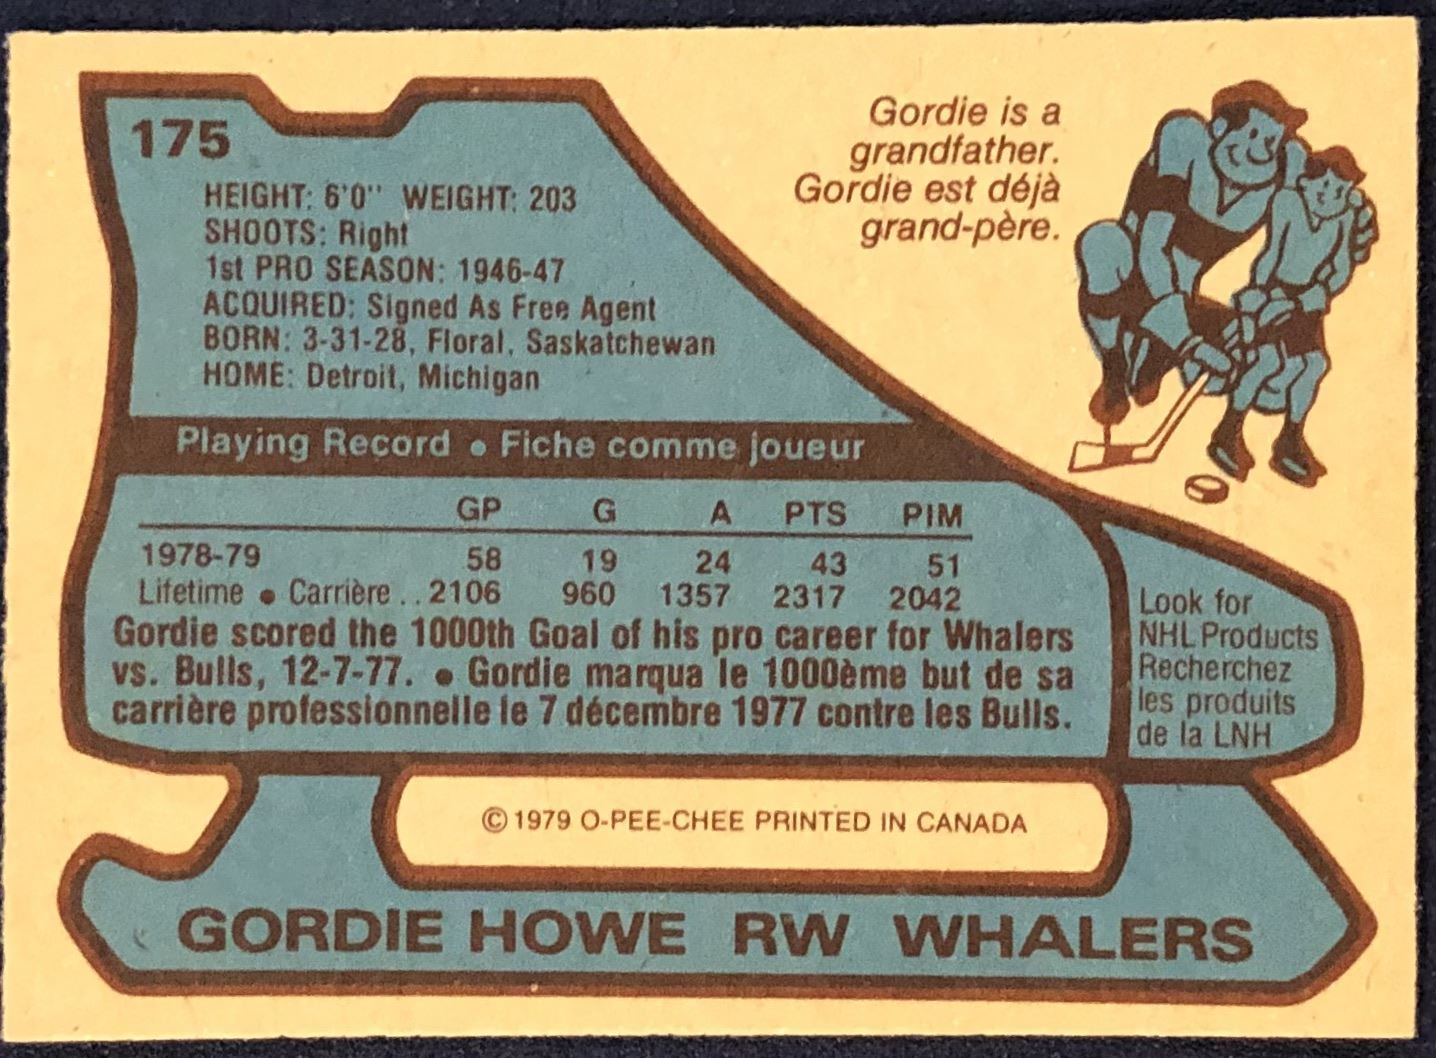 175
HEIGHT: 6'0" WEIGHT: 203
SHOOTS: Right
1st PRO SEASON: 1946-47
ACQUIRED: Signed As Free Agent
BORN: 3-31-28, Floral, Saskatchewan
HOME: Detroit, Michigan
Gordie is a
grandfather.
Gordie est déjà
grand-père.
Playing Record • Fiche comme joueur
GP G A PTS PIM
1978-79 58 19 24 43 51
Lifetime • Carrière .. 2106 960 1357 2317 2042
Gordie scored the 1000th Goal of his pro career for Whalers
vs. Bulls, 12-7-77. • Gordie marqua le 1000ème but de sa
carrière professionnelle le 7 décembre 1977 contre les Bulls.
Look for
NHL Products
Recherchez
les produits
de la LNH
© 1979 O-PEE-CHEE PRINTED IN CANADA
GORDIE HOWE RW WHALERS